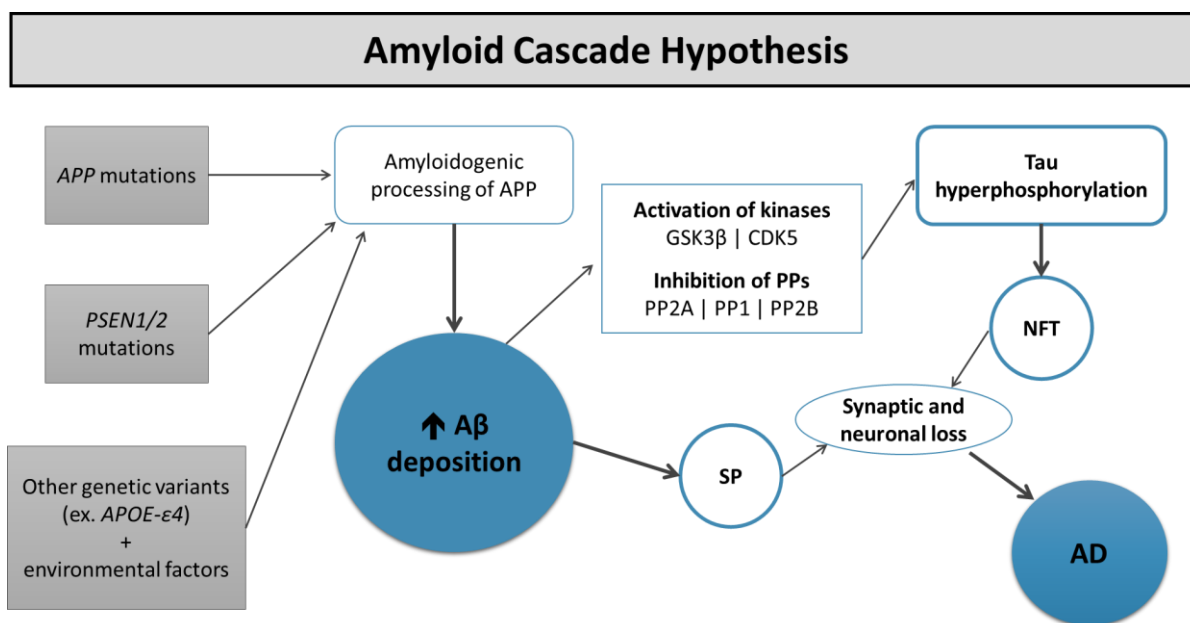 Amyloid Cascade Hypothesis
APP mutations
PSEN1/2
mutations
Other genetic variants
(ex. APOE-ε4)
+
environmental factors
Amyloidogenic
processing of APP
🡅 Aβ
deposition
Activation of kinases
GSK3β | CDK5
Inhibition of PPs
PP2A | PP1 | PP2B
SP
Tau
hyperphosphorylation
NFT
Synaptic and
neuronal loss
AD